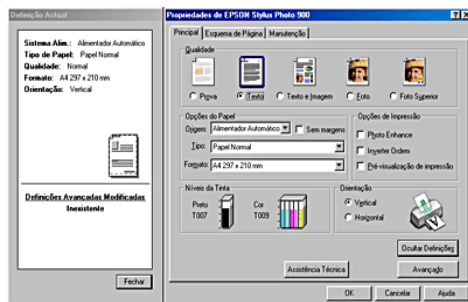 Definição Actual
Sistema Alim.: Alimentador Automático
Tipo de Papel: Papel Normal
Qualidade: Normal
Formato: A4 297 x 210 mm
Orientação: Vertical
Definições Avançadas Modificadas
Inexistente
Fechar
Propriedades de EPSON Stylus Photo 900
Principal Esquema de Página Manutenção
Qualidade
Prova Texto Texto e Imagem Foto Foto Superior
Opções do Papel
Origem: Alimentador Automático Sem margens
Tipo: Papel Normal
Formato: A4 297 x 210 mm
Opções de Impressão
Photo Enhance
Inverter Ordem
Pré-visualização de impressão
Níveis da Tinta
Preto Cor
T007 T009
Orientação
Vertical
Horizontal
Ocultar Definições
Assistência Técnica Avançado
OK Cancelar Ajuda